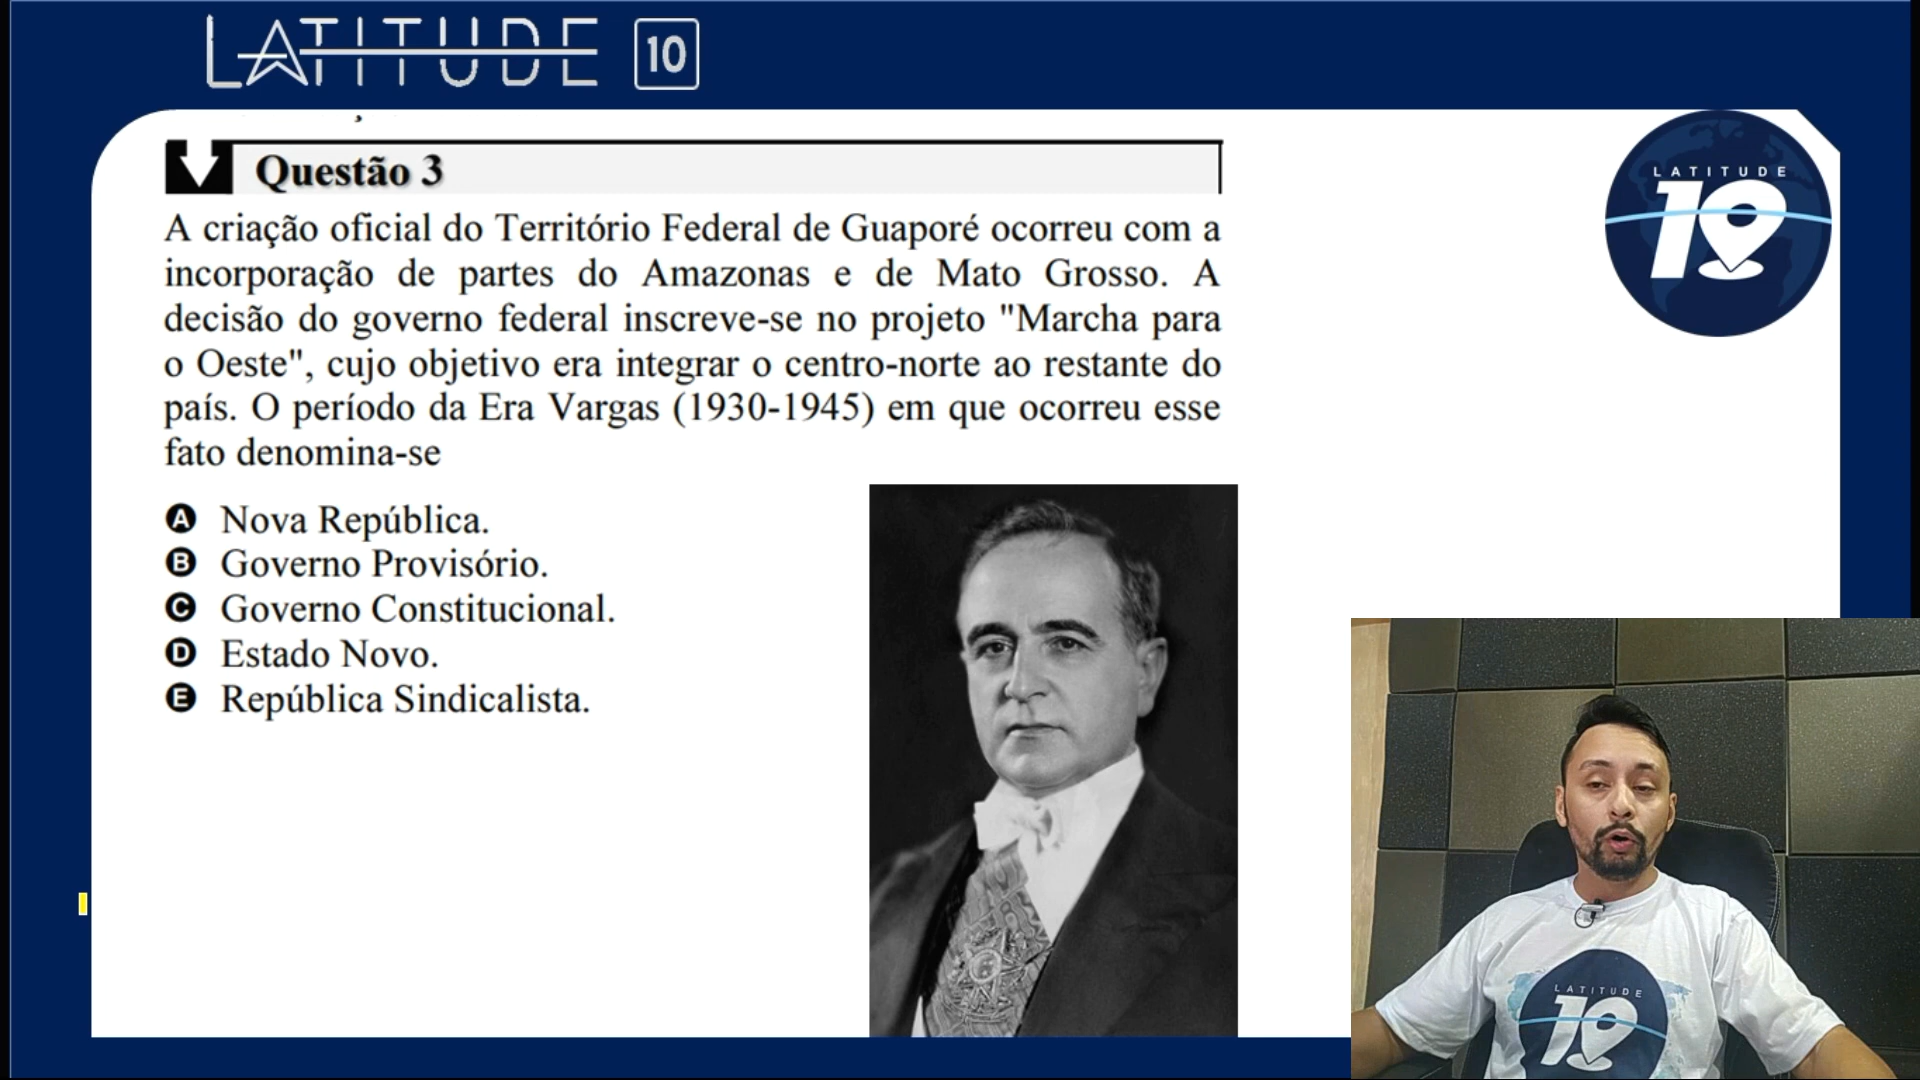 LATITUDE 10
LATITUDE
10
Questão 3
A criação oficial do Território Federal de Guaporé ocorreu com a
incorporação de partes do Amazonas e de Mato Grosso. A
decisão do governo federal inscreve-se no projeto "Marcha para
o Oeste", cujo objetivo era integrar o centro-norte ao restante do
país. O período da Era Vargas (1930-1945) em que ocorreu esse
fato denomina-se
A Nova República.
B Governo Provisório.
C Governo Constitucional.
D Estado Novo.
E República Sindicalista.
LATITUDE
10